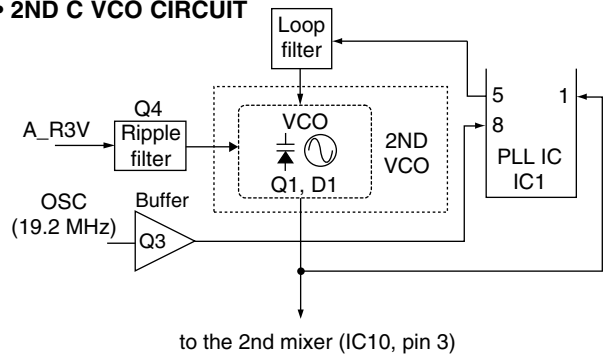 • 2ND C VCO CIRCUIT
Loop
filter
5
1
8
PLL IC
IC1
Q4
A_R3V
Ripple
filter
VCO
Q1, D1
2ND
VCO
OSC
(19.2 MHz)
Buffer
Q3
to the 2nd mixer (IC10, pin 3)